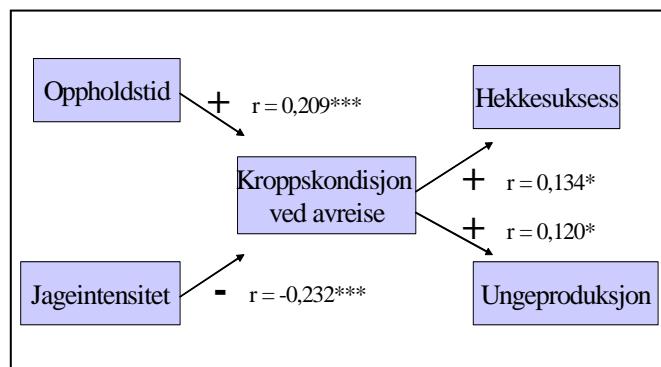 Oppholdstid
+ r = 0,209***
Hekkesuksess
Kroppskondisjon
ved avreise
+ r = 0,134*
+ r = 0,120*
Jageintensitet
- r = -0,232***
Ungeproduksjon